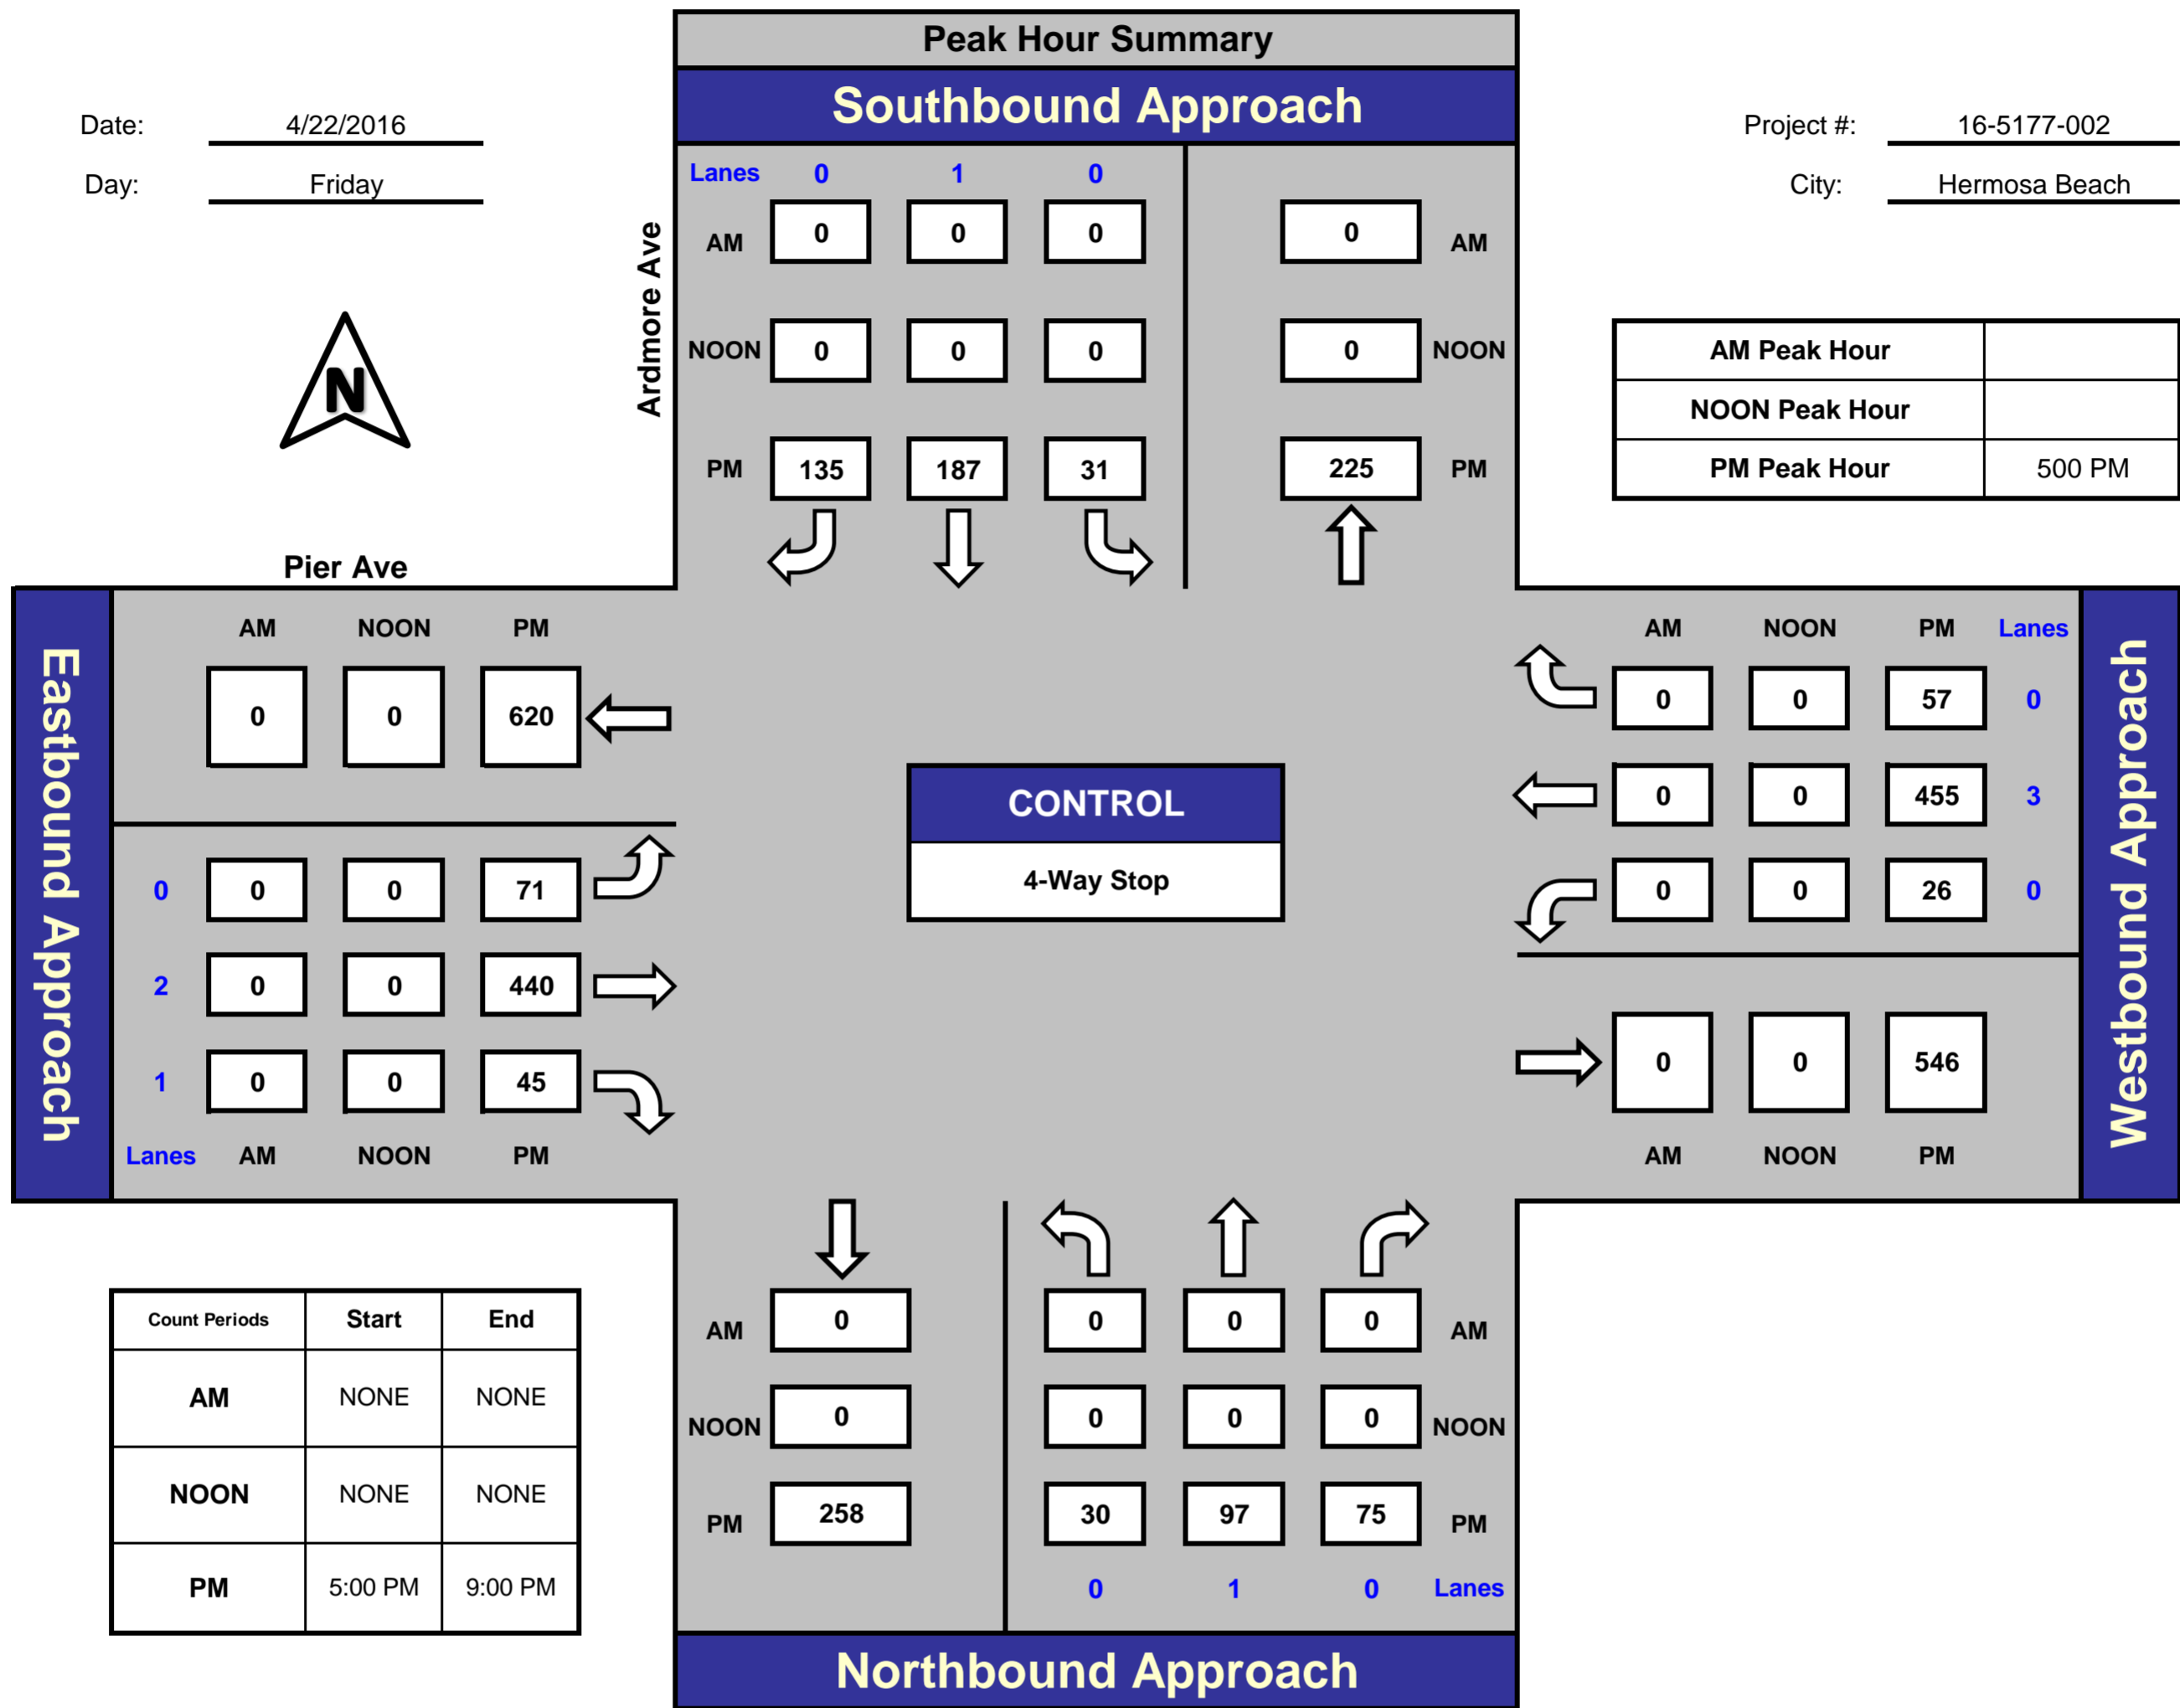 Peak Hour Summary
Southbound Approach
Date: 4/22/2016
Project #: 16-5177-002
Day: Friday
City: Hermosa Beach
Ardmore Ave
Lanes 0 1 0
AM 0 0 0 0 AM
NOON 0 0 0 0 NOON
PM 135 187 31 225 PM
N
AM Peak Hour
NOON Peak Hour
PM Peak Hour 500 PM
Pier Ave
Eastbound Approach
AM NOON PM
0 0 620
0 0 0 71
2 0 0 440
1 0 0 45
Lanes AM NOON PM
CONTROL
4-Way Stop
AM NOON PM Lanes
0 0 57 0
0 0 455 3
0 0 26 0
0 0 546
AM NOON PM
Westbound Approach
Count Periods Start End
AM NONE NONE
NOON NONE NONE
PM 5:00 PM 9:00 PM
AM 0 0 0 0 AM
NOON 0 0 0 0 NOON
PM 258 30 97 75 PM
0 1 0 Lanes
Northbound Approach